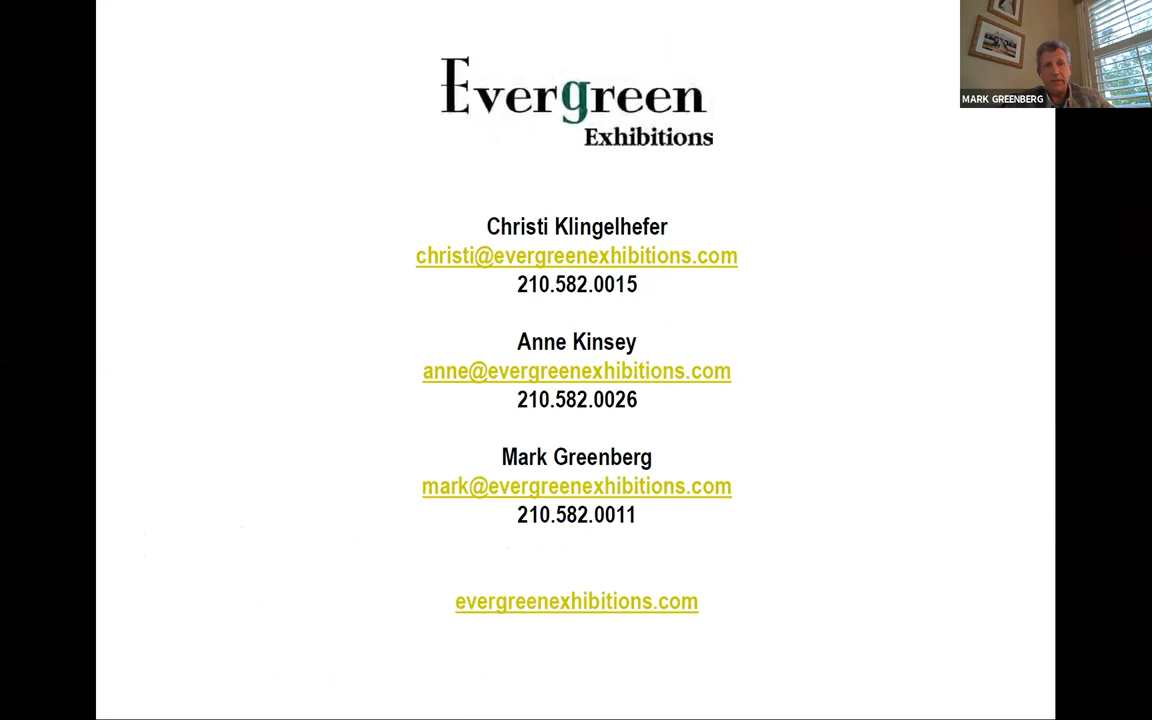 Evergreen
Exhibitions
MARK GREENBERG
Christi Klingelhefer
christi@evergreenexhibitions.com
210.582.0015
Anne Kinsey
anne@evergreenexhibitions.com
210.582.0026
Mark Greenberg
mark@evergreenexhibitions.com
210.582.0011
evergreenexhibitions.com